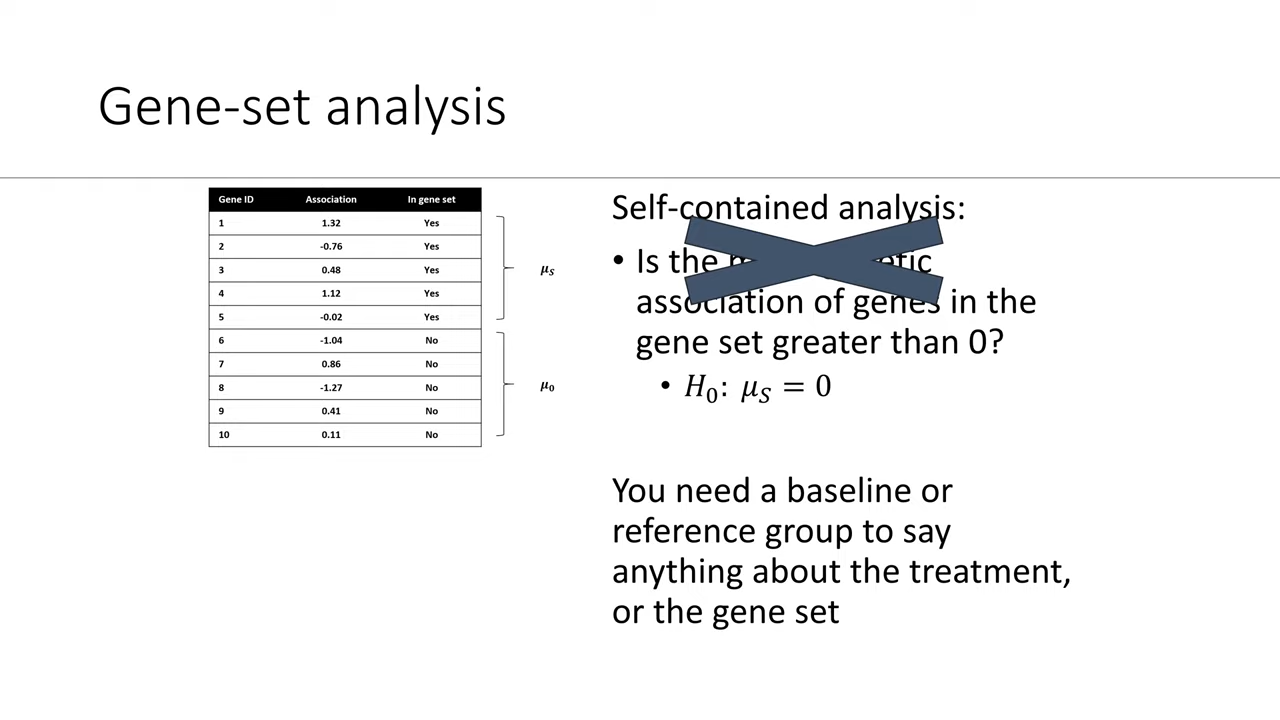 Gene-set analysis
Gene ID Association In gene set
1 1.32 Yes
2 -0.76 Yes
3 0.48 Yes
4 1.12 Yes
5 -0.02 Yes
6 -1.04 No
7 0.86 No
8 -1.27 No
9 0.41 No
10 0.11 No
μS
μ0
Self-contained analysis:
• Is the
association of genes in the
gene set greater than 0?
• H0: μS = 0
You need a baseline or
reference group to say
anything about the treatment,
or the gene set